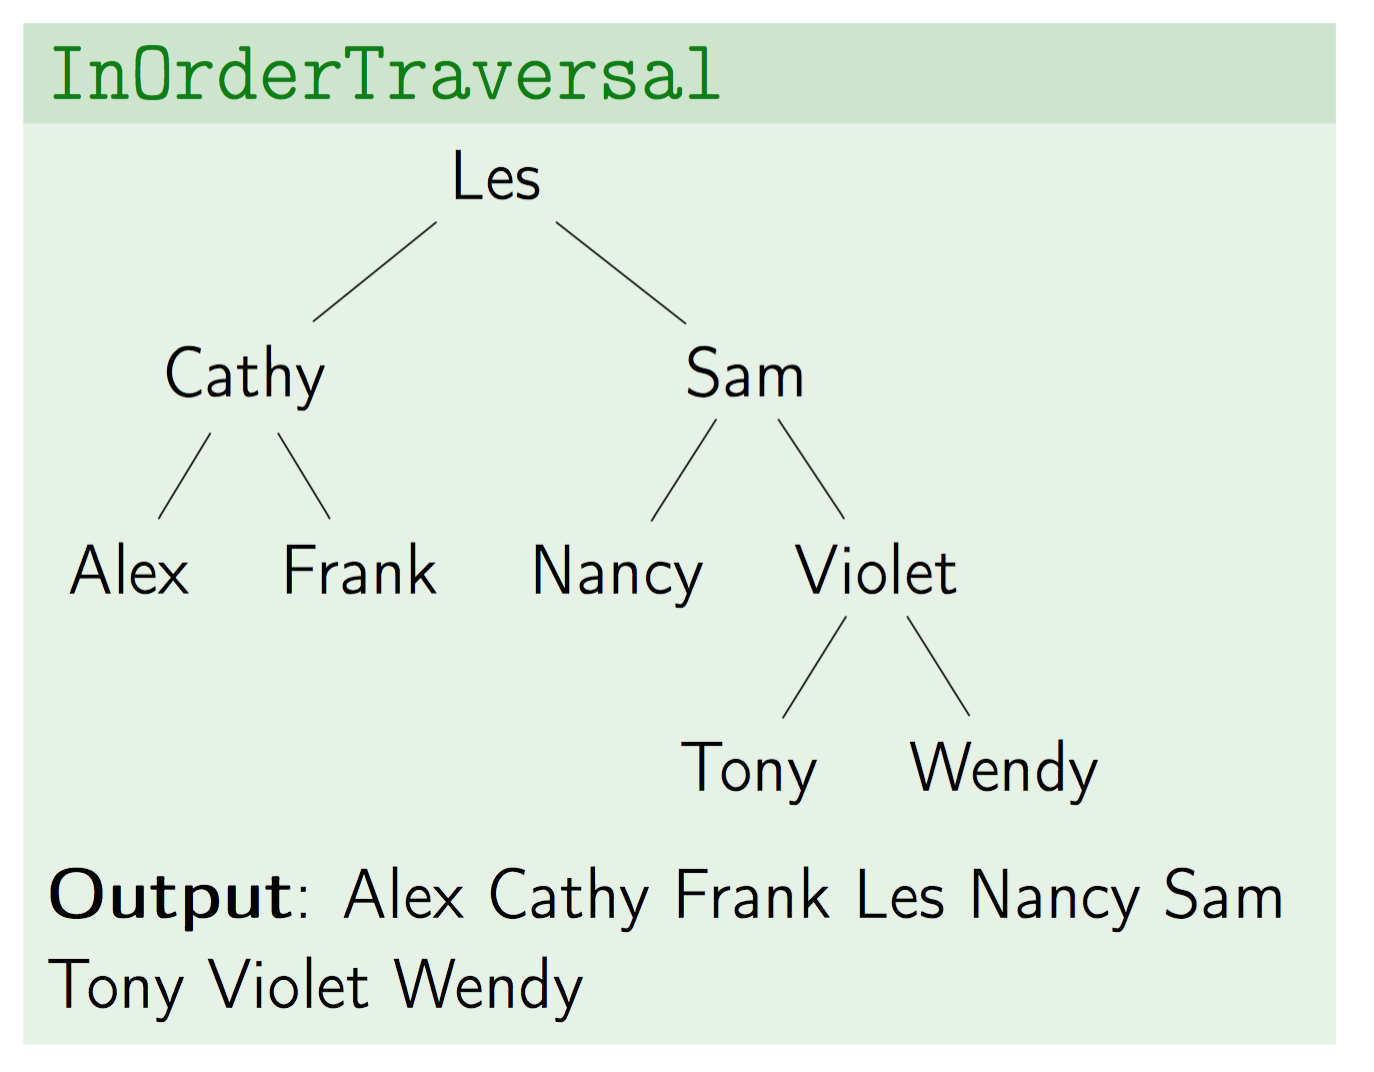 InOrderTraversal
Les
Cathy Sam
Alex Frank Nancy Violet
Tony Wendy
Output: Alex Cathy Frank Les Nancy Sam
Tony Violet Wendy